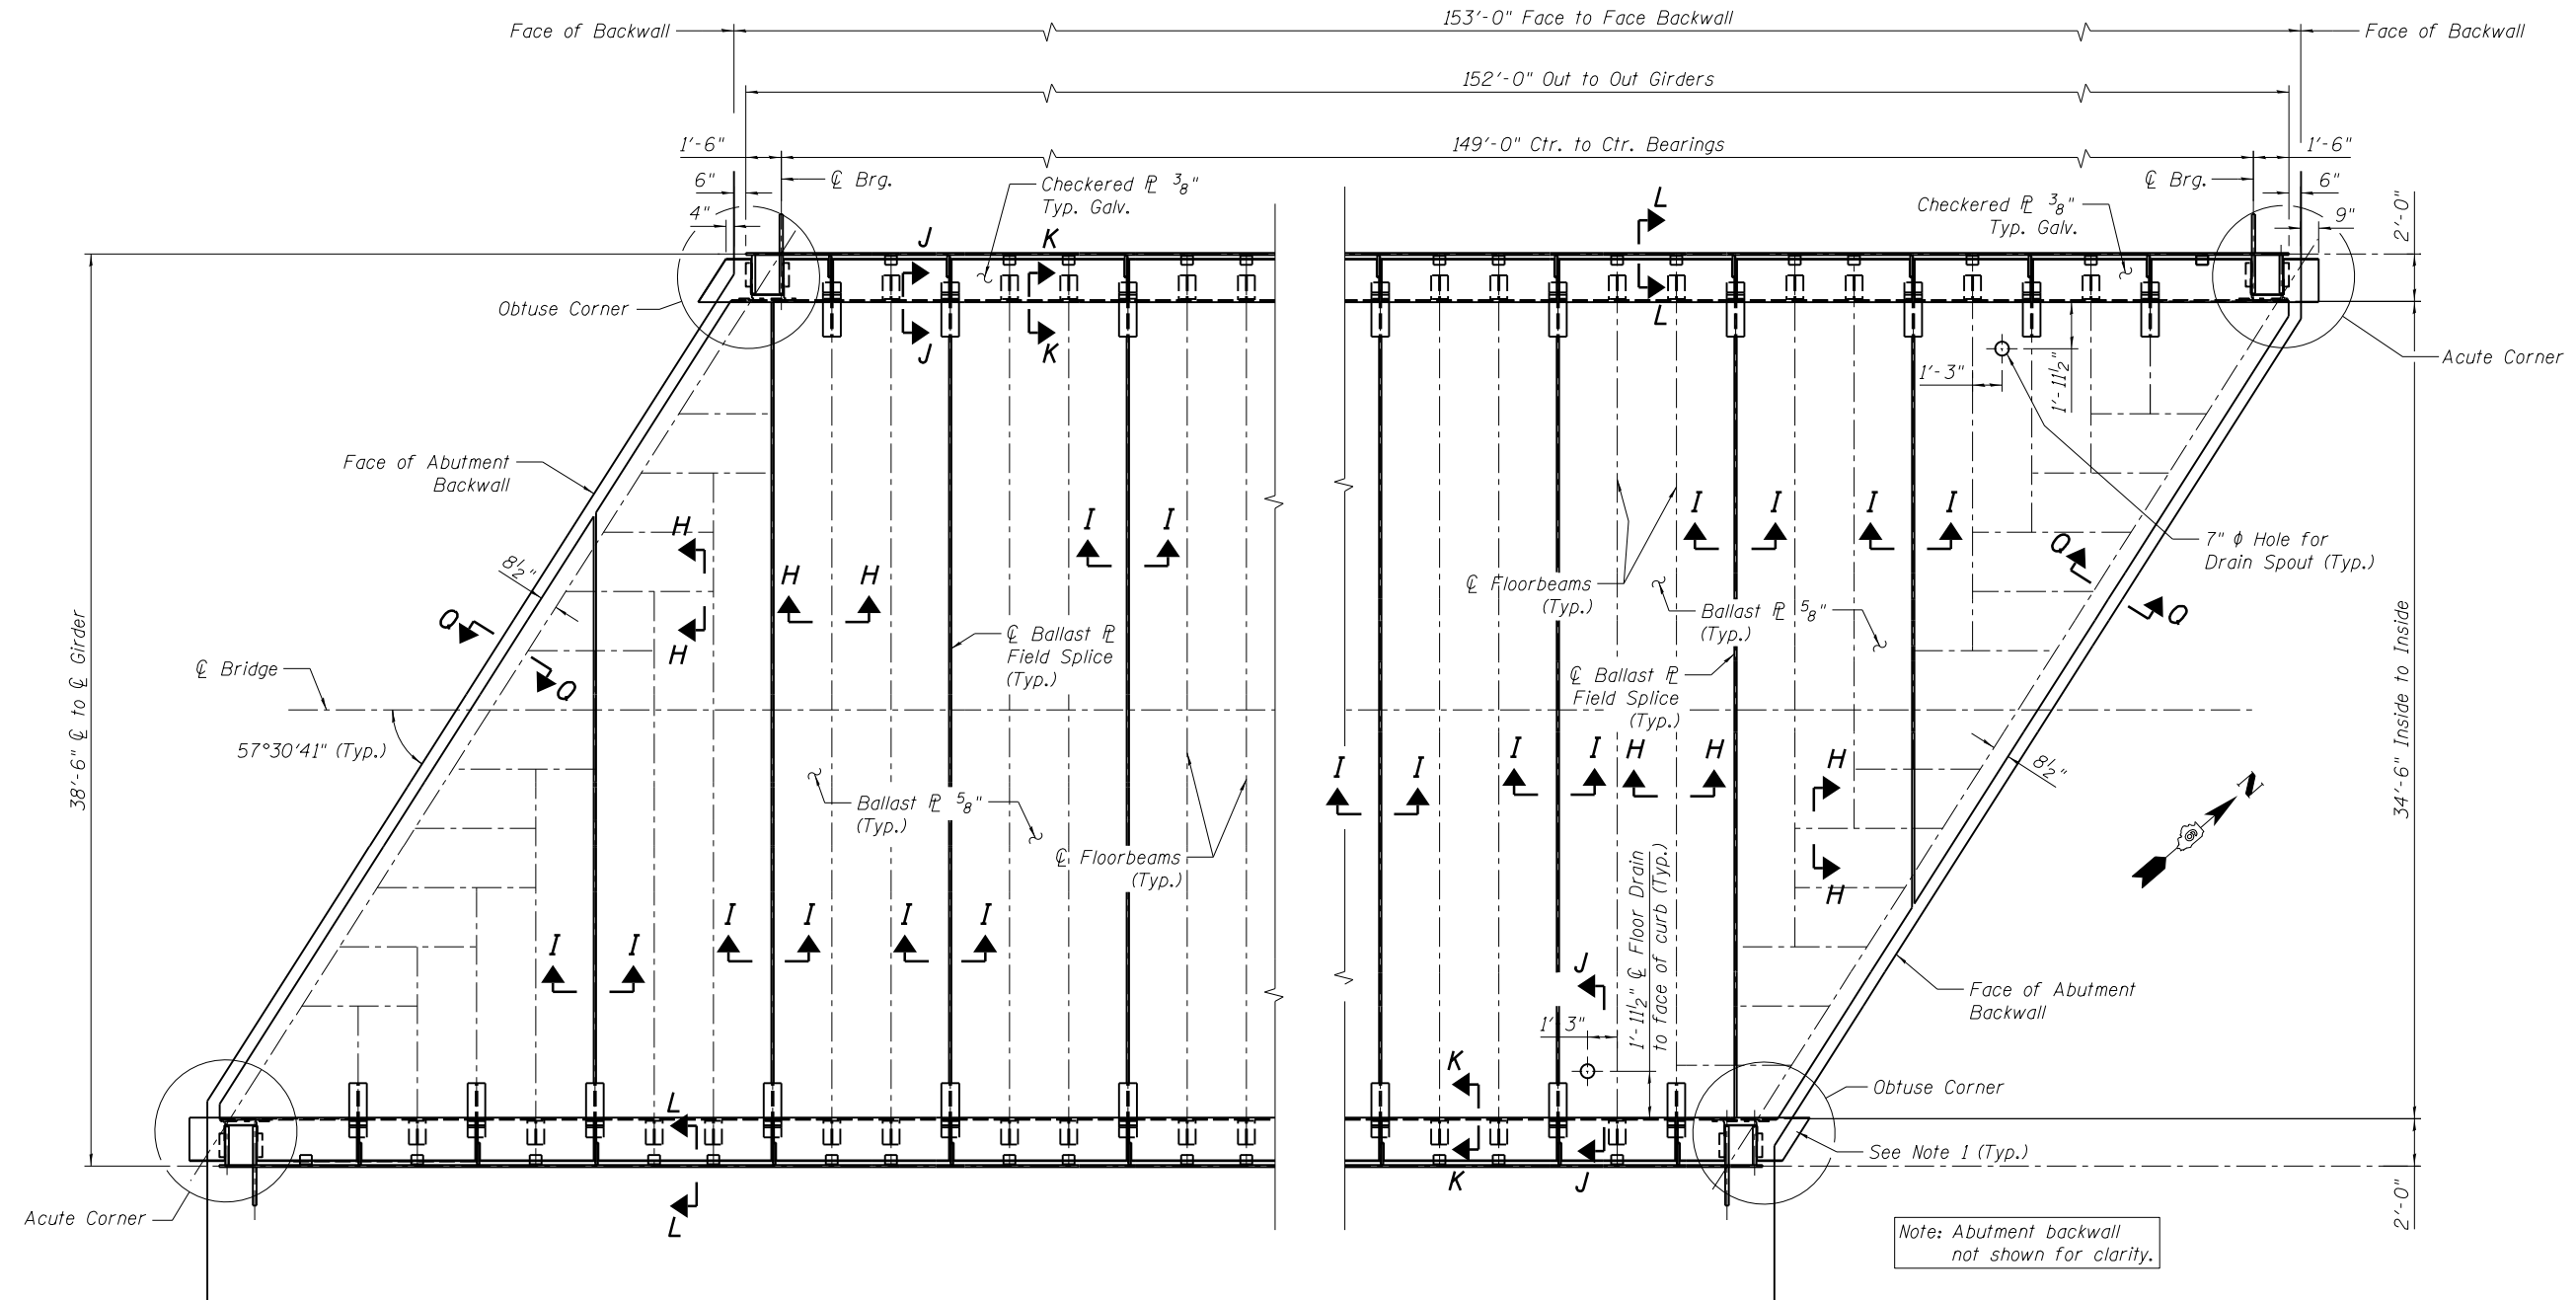 153'-0" Face to Face Backwall
Face of Backwall
Face of Backwall
152'-0" Out to Out Girders
149'-0" Ctr. to Ctr. Bearings
1'-6"
1'-6"
6"
℄ Brg.
Checkered ℙ 3/8"
Typ. Galv.
℄ Brg.
6"
4"
Checkered ℙ 3/8"
Typ. Galv.
9"
2'-0"
L
J
K
Obtuse Corner
L
J
K
Acute Corner
1'-3"
1'-11½"
Face of Abutment
Backwall
H
I
I
I
I
I
I
8½"
7" ϕ Hole for
Drain Spout (Typ.)
Q
H
H
℄ Floorbeams
(Typ.)
Ballast ℙ 5/8"
(Typ.)
Q
Q
℄ Ballast ℙ
Field Splice
(Typ.)
H
℄ Bridge
Q
℄ Ballast ℙ
Field Splice
(Typ.)
38'-6" ℄ to ℄ Girder
34'-6" Inside to Inside
57°30'41" (Typ.)
I
I
I
I
H
H
H
8½"
N
Ballast ℙ 5/8"
(Typ.)
℄ Floorbeams
(Typ.)
1'-11½" ℄ Floor Drain
to face of curb (Typ.)
H
I
I
I
I
I
I
J
Face of Abutment
Backwall
1'-3"
K
Obtuse Corner
L
See Note 1 (Typ.)
K
J
Acute Corner
L
2'-0"
Note: Abutment backwall
not shown for clarity.